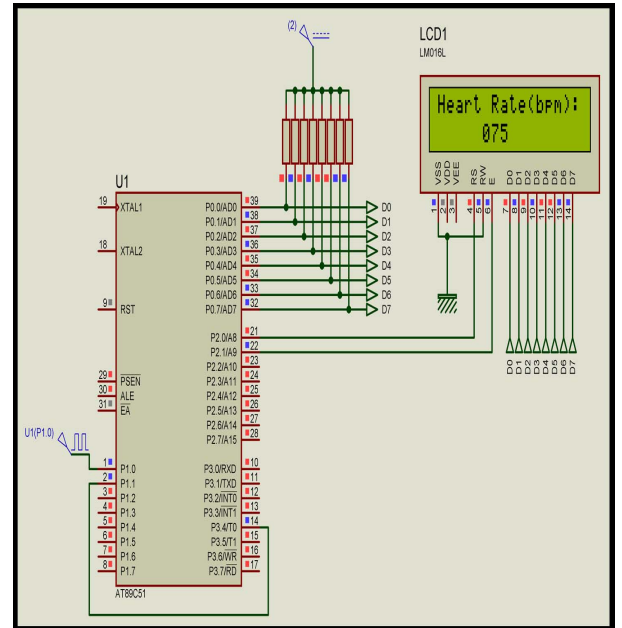 (2)
LCD1
LM016L
Heart Rate(bpm):
075
VSS
VDD
VEE
RS
RW
E
D0
D1
D2
D3
D4
D5
D6
D7
1
2
3
4
5
6
7
8
9
10
11
12
13
14
D0
D1
D2
D3
D4
D5
D6
D7
U1
19 XTAL1
18 XTAL2
9 RST
29 PSEN
30 ALE
31 EA
U1(P1.0)
1 P1.0
2 P1.1
3 P1.2
4 P1.3
5 P1.4
6 P1.5
7 P1.6
8 P1.7
P0.0/AD0 39 D0
P0.1/AD1 38 D1
P0.2/AD2 37 D2
P0.3/AD3 36 D3
P0.4/AD4 35 D4
P0.5/AD5 34 D5
P0.6/AD6 33 D6
P0.7/AD7 32 D7
P2.0/A8 21
P2.1/A9 22
P2.2/A10 23
P2.3/A11 24
P2.4/A12 25
P2.5/A13 26
P2.6/A14 27
P2.7/A15 28
P3.0/RXD 10
P3.1/TXD 11
P3.2/INT0 12
P3.3/INT1 13
P3.4/T0 14
P3.5/T1 15
P3.6/WR 16
P3.7/RD 17
AT89C51